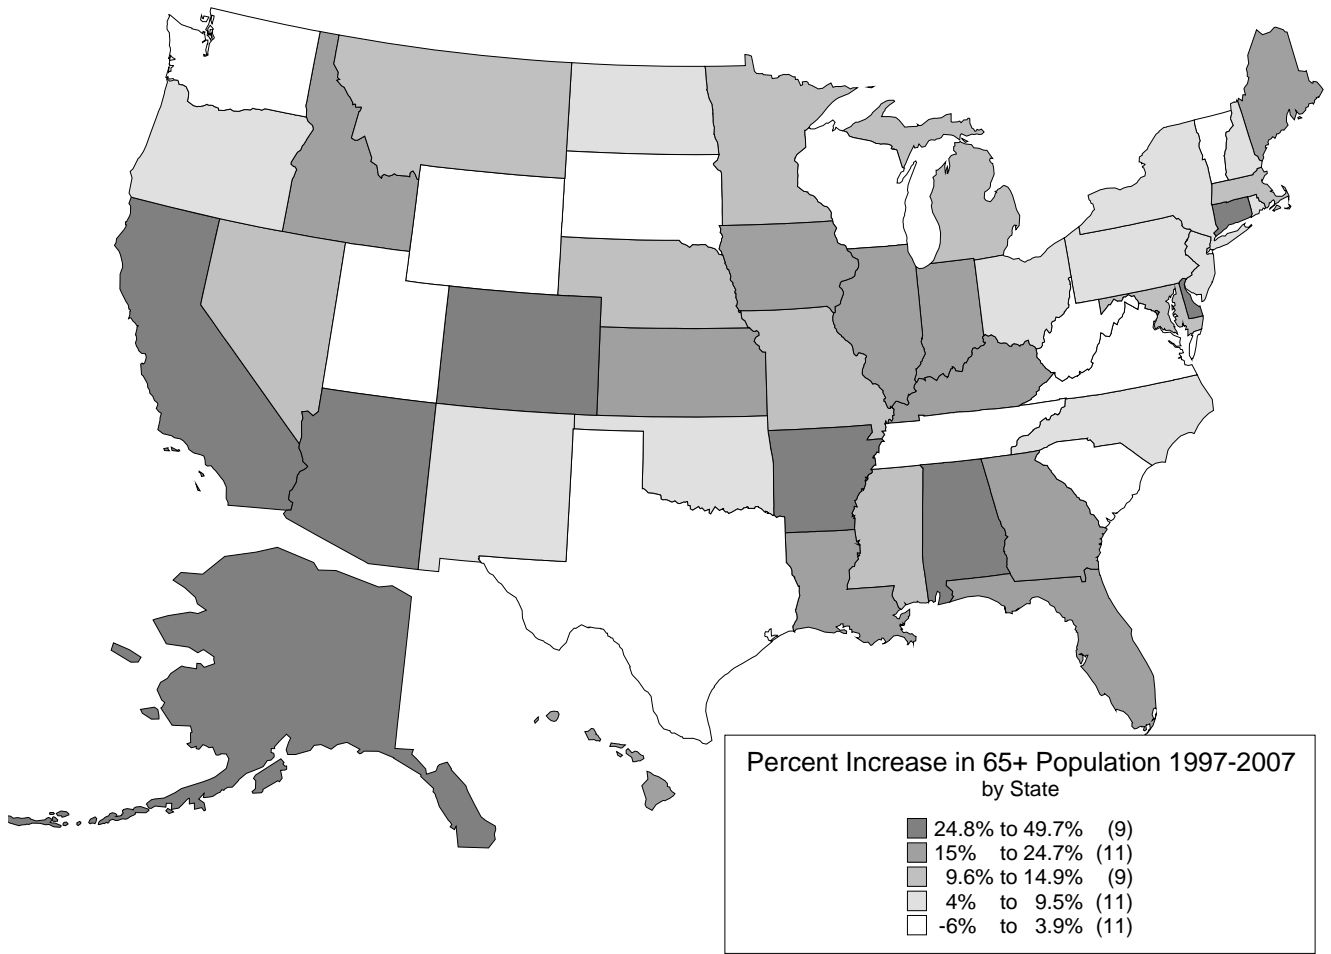 Percent Increase in 65+ Population 1997-2007
by State
24.8% to 49.7% (9)
15% to 24.7% (11)
9.6% to 14.9% (9)
4% to 9.5% (11)
-6% to 3.9% (11)